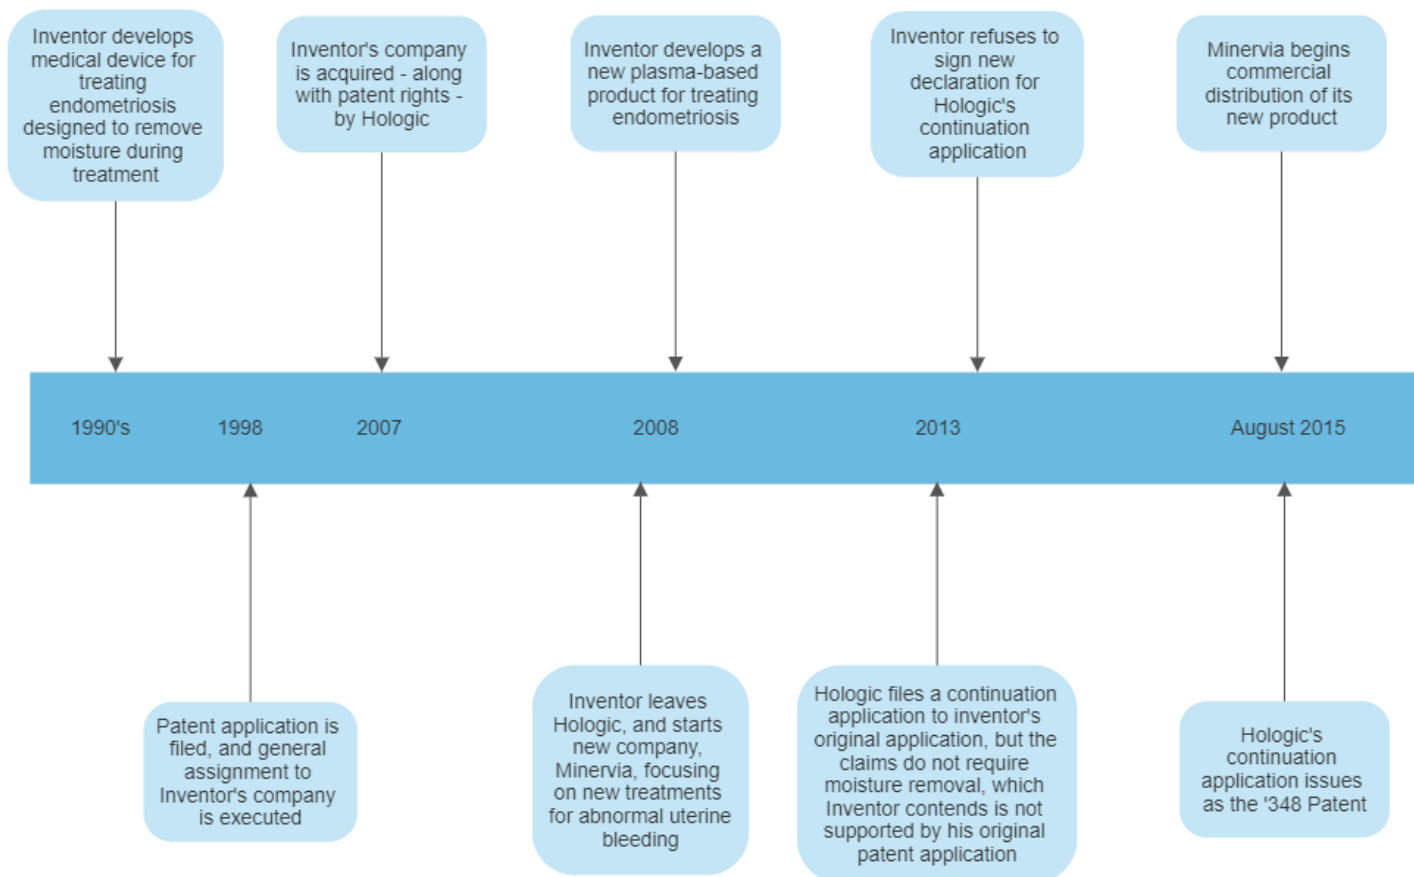 Inventor develops
medical device for
treating
endometriosis
designed to remove
moisture during
treatment
Inventor's company
is acquired - along
with patent rights -
by Hologic
Inventor develops a
new plasma-based
product for treating
endometriosis
Inventor refuses to
sign new
declaration for
Hologic's
continuation
application
Minervia begins
commercial
distribution of its
new product
1990's
1998
2007
2008
2013
August 2015
Patent application is
filed, and general
assignment to
Inventor's company
is executed
Inventor leaves
Hologic, and starts
new company,
Minervia, focusing
on new treatments
for abnormal uterine
bleeding
Hologic files a continuation
application to inventor's
original application, but the
claims do not require
moisture removal, which
Inventor contends is not
supported by his original
patent application
Hologic's
continuation
application issues
as the '348 Patent